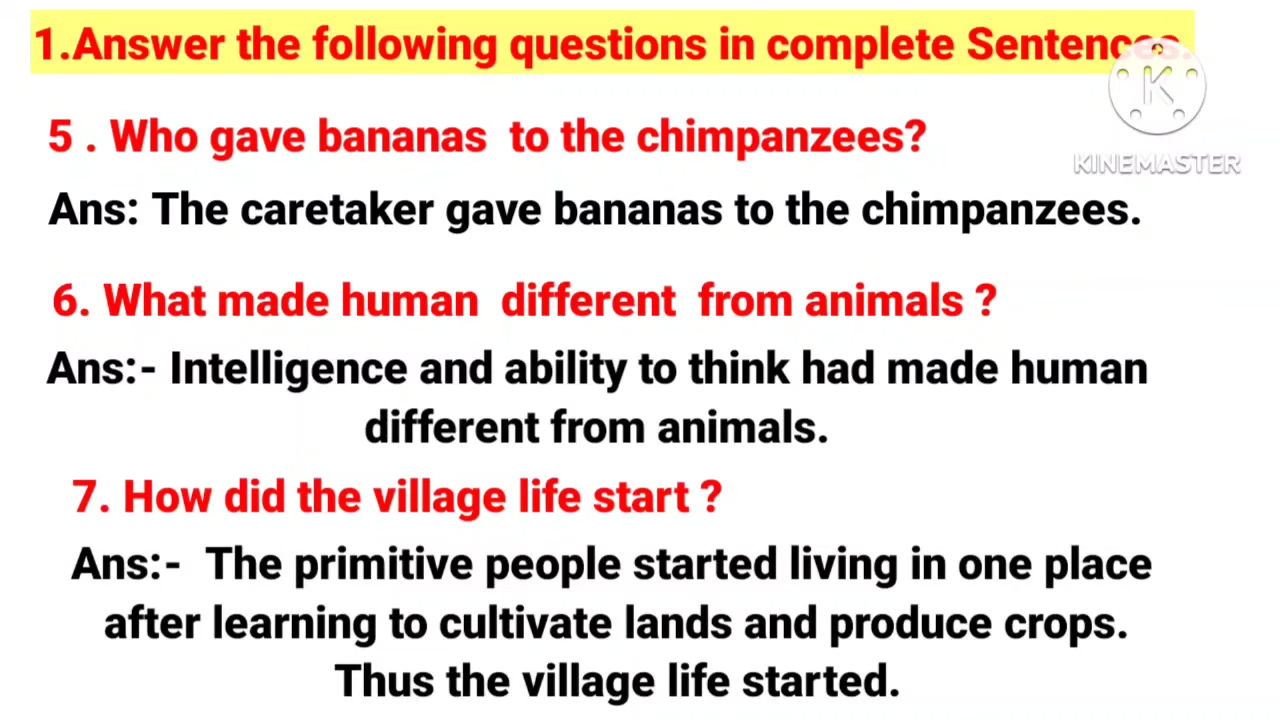 1.Answer the following questions in complete Sentences.
K
KINEMASTER
5 . Who gave bananas to the chimpanzees?
Ans: The caretaker gave bananas to the chimpanzees.
6. What made human different from animals ?
Ans:- Intelligence and ability to think had made human
different from animals.
7. How did the village life start ?
Ans:- The primitive people started living in one place
after learning to cultivate lands and produce crops.
Thus the village life started.